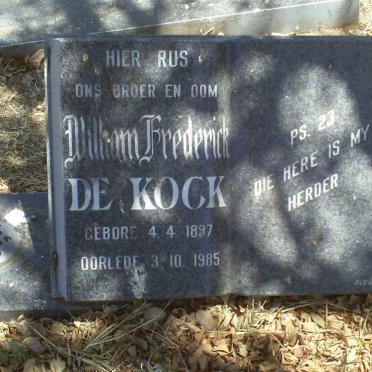 HIER RUS
ONS BROER EN OOM
William Frederick
DE KOCK
GEBORE 4. 4. 1897
OORLEDE 3. 10. 1985
PS. 23
DIE HERE IS MY
HERDER